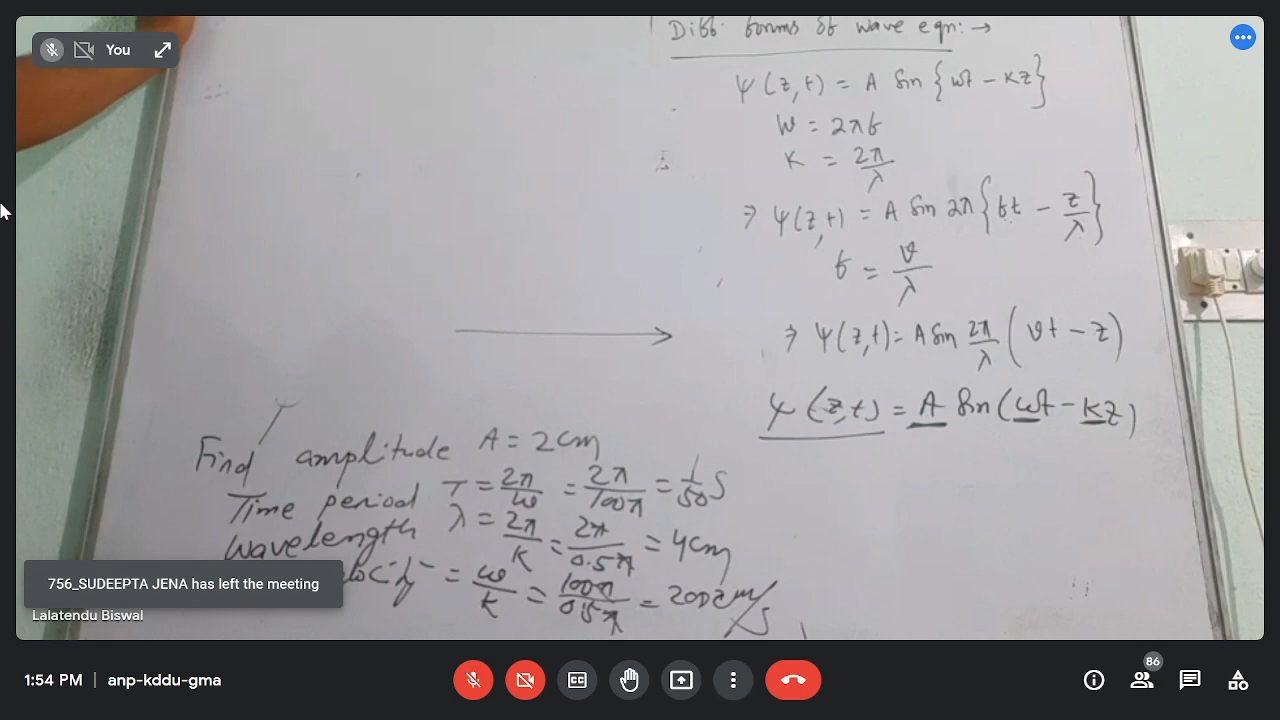 You
Diff. forms of wave eqn: →
ψ(z,t) = A Sin {ωt - Kz}
ω = 2πf
K = 2π/λ
⇒ ψ(z,t) = A Sin 2π {ft - z/λ}
f = v/λ
⇒ ψ(z,t) = A Sin 2π/λ (vt - z)
ψ(z,t) = A Sin(ωt - kz)
Find amplitude A = 2cm
Time period T = 2π/ω = 2π/100π = 1/50 S
Wavelength λ = 2π/K = 2π/0.5π = 4cm
= ω/k = 100π/0.5π = 200cm/s
756_SUDEEPTA JENA has left the meeting
Lalatendu Biswal
1:54 PM | anp-kddu-gma
86